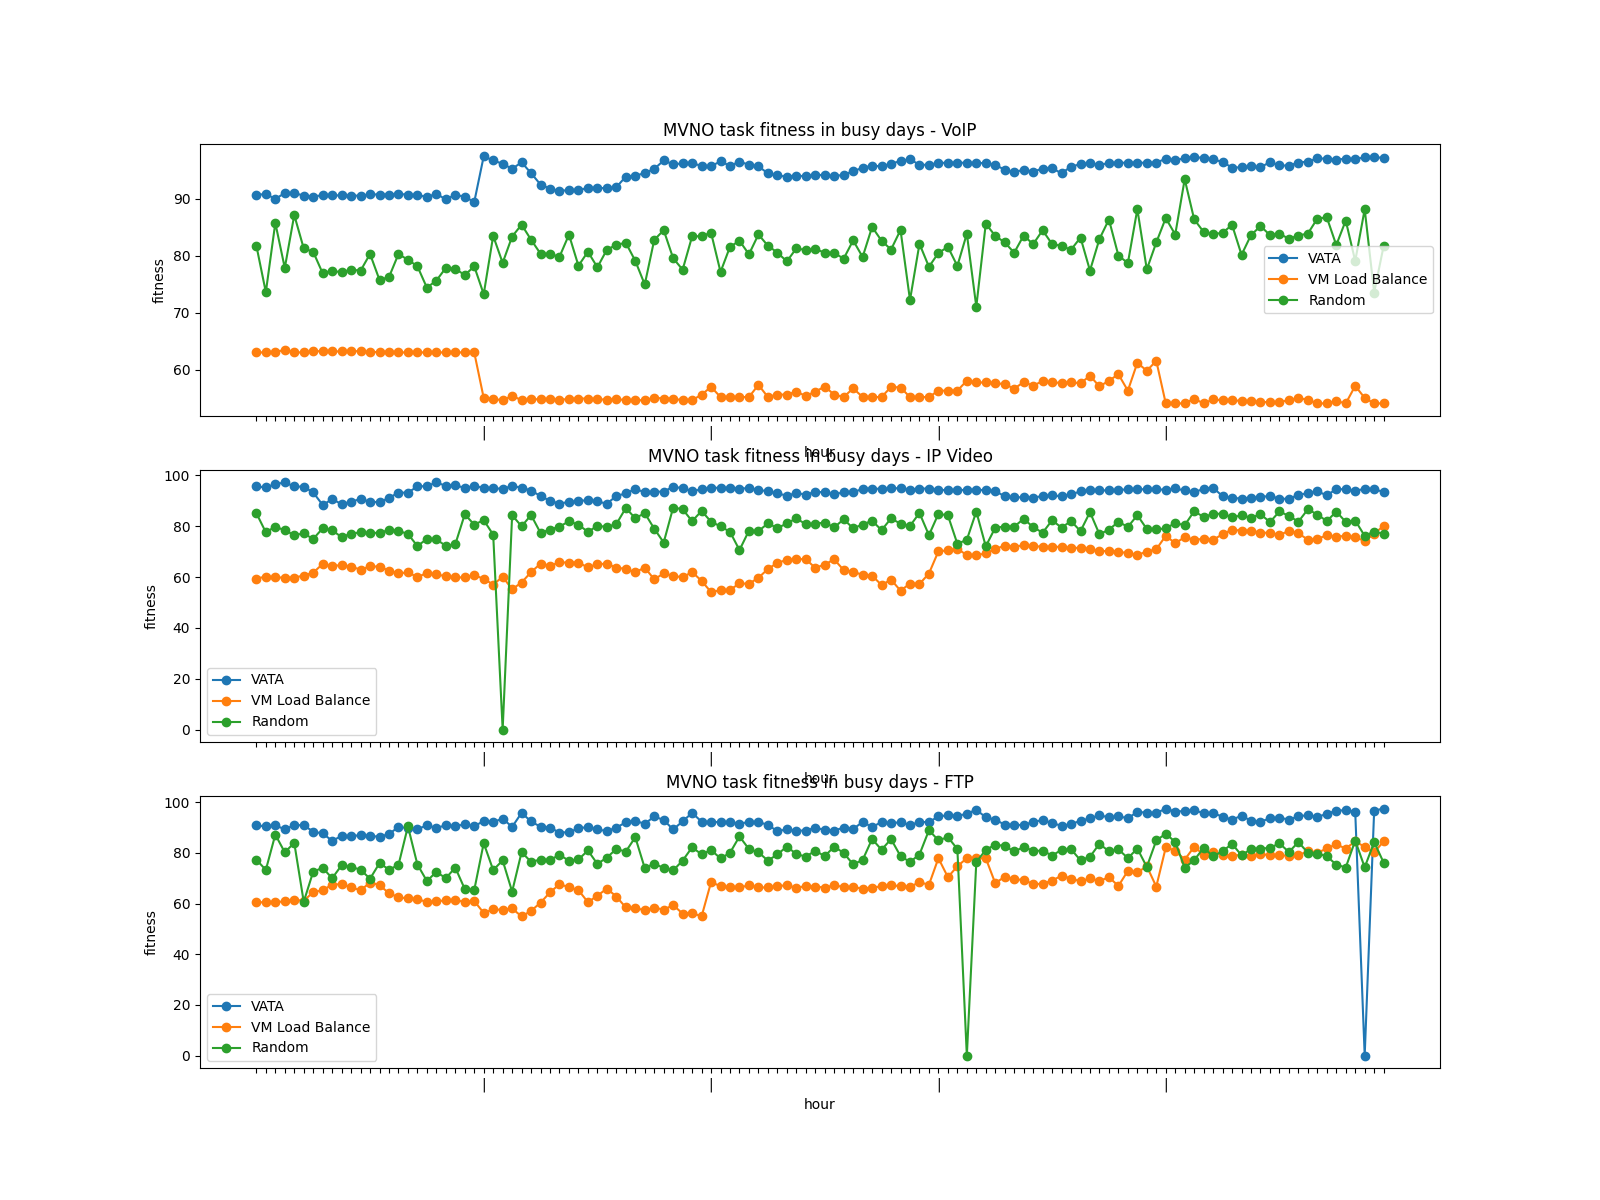 MVNO task fitness in busy days - VoIP
90
80
70
60
fitness
VATA
VM Load Balance
Random
hour
MVNO task fitness in busy days - IP Video
100
80
60
40
20
0
fitness
VATA
VM Load Balance
Random
hour
MVNO task fitness in busy days - FTP
100
80
60
40
20
0
fitness
VATA
VM Load Balance
Random
hour